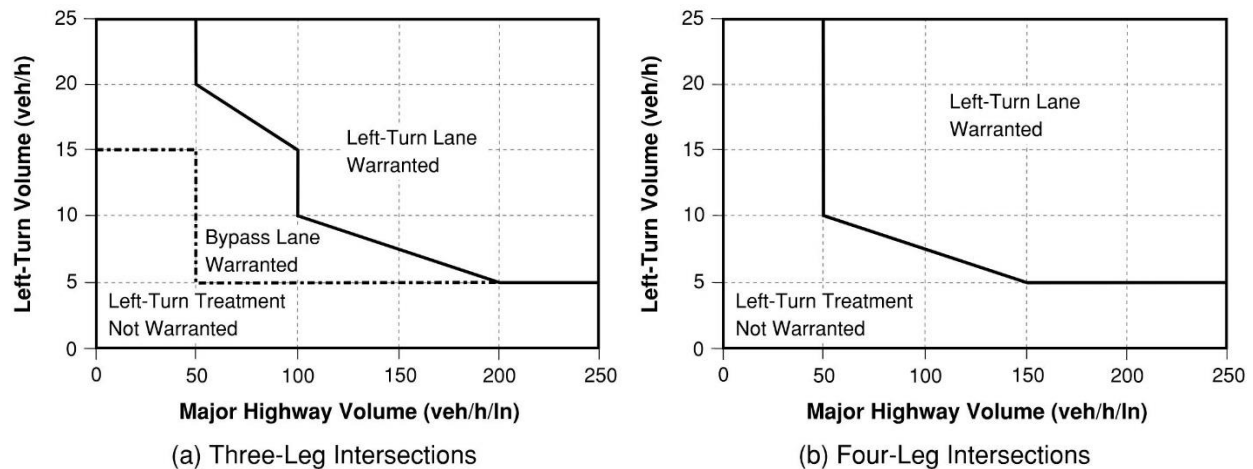 Left-Turn Volume (veh/h)
25
20
15
10
5
0
Left-Turn Lane
Warranted
Bypass Lane
Warranted
Left-Turn Treatment
Not Warranted
0 50 100 150 200 250
Major Highway Volume (veh/h/ln)
(a) Three-Leg Intersections
Left-Turn Volume (veh/h)
25
20
15
10
5
0
Left-Turn Lane
Warranted
Left-Turn Treatment
Not Warranted
0 50 100 150 200 250
Major Highway Volume (veh/h/ln)
(b) Four-Leg Intersections